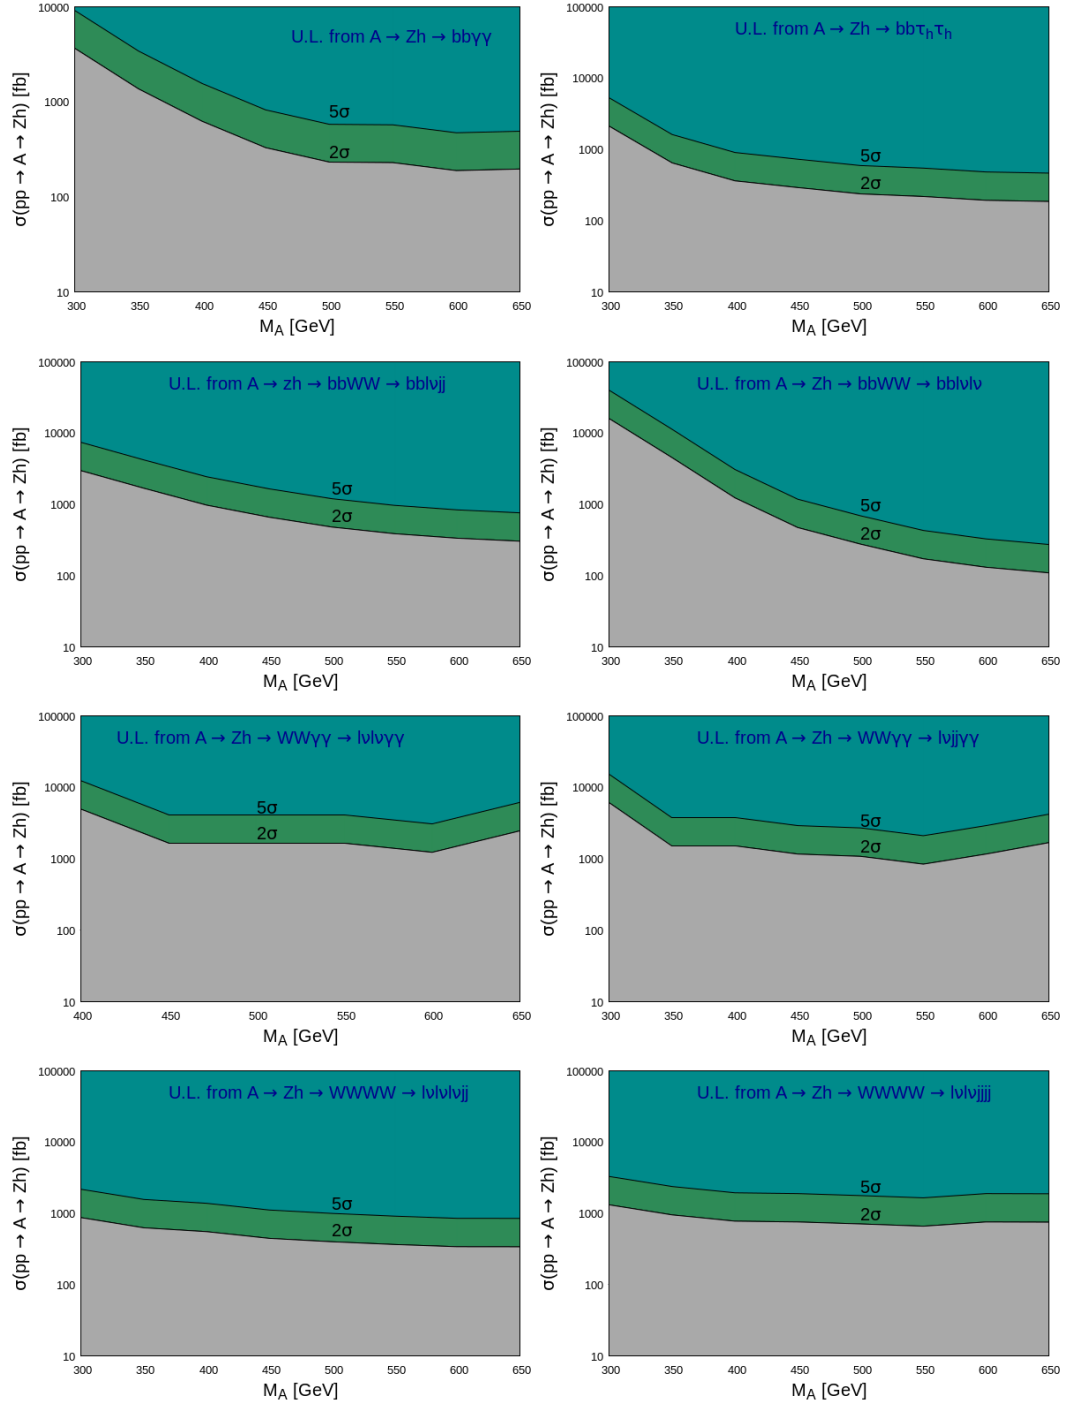 U.L. from A → Zh → bbγγ
5σ
2σ
10000
1000
100
10
300 350 400 450 500 550 600 650
M_A [GeV]
σ(pp → A → Zh) [fb]
U.L. from A → Zh → bbτ_hτ_h
5σ
2σ
100000
10000
1000
100
10
300 350 400 450 500 550 600 650
M_A [GeV]
σ(pp → A → Zh) [fb]
U.L. from A → zh → bbWW → bblνjj
5σ
2σ
100000
10000
1000
100
10
300 350 400 450 500 550 600 650
M_A [GeV]
σ(pp → A → Zh) [fb]
U.L. from A → Zh → bbWW → bblνlν
5σ
2σ
100000
10000
1000
100
10
300 350 400 450 500 550 600 650
M_A [GeV]
σ(pp → A → Zh) [fb]
U.L. from A → Zh → WWγγ → lνlνγγ
5σ
2σ
100000
10000
1000
100
10
400 450 500 550 600 650
M_A [GeV]
σ(pp → A → Zh) [fb]
U.L. from A → Zh → WWγγ → lνjjγγ
5σ
2σ
100000
10000
1000
100
10
300 350 400 450 500 550 600 650
M_A [GeV]
σ(pp → A → Zh) [fb]
U.L. from A → Zh → WWWW → lνlνlνjj
5σ
2σ
100000
10000
1000
100
10
300 350 400 450 500 550 600 650
M_A [GeV]
σ(pp → A → Zh) [fb]
U.L. from A → Zh → WWWW → lνlνjjjj
5σ
2σ
100000
10000
1000
100
10
300 350 400 450 500 550 600 650
M_A [GeV]
σ(pp → A → Zh) [fb]